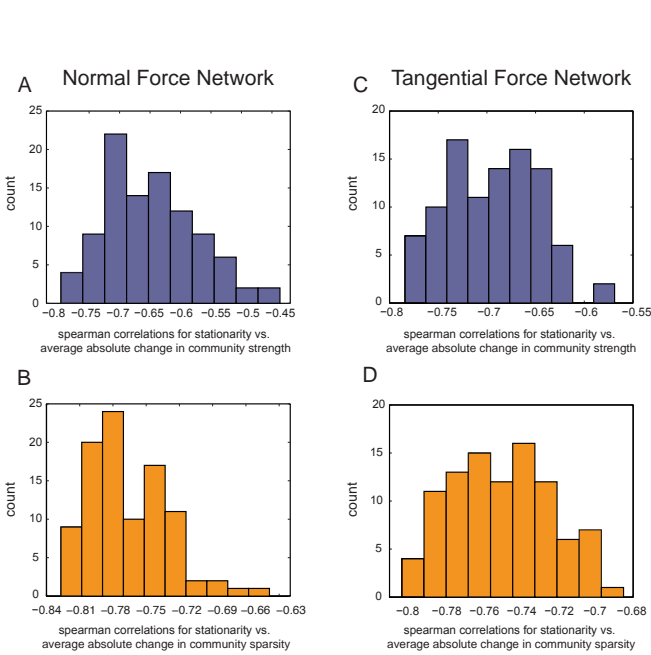 A
Normal Force Network
25
20
15
10
5
0
count
−0.8 −0.75 −0.7 −0.65 −0.6 −0.55 −0.5 −0.45
spearman correlations for stationarity vs.
average absolute change in community strength
C
Tangential Force Network
20
15
10
5
0
count
−0.8 −0.75 −0.7 −0.65 −0.6 −0.55
spearman correlations for stationarity vs.
average absolute change in community strength
B
25
20
15
10
5
0
count
−0.84 −0.81 −0.78 −0.75 −0.72 −0.69 −0.66 −0.63
spearman correlations for stationarity vs.
average absolute change in community sparsity
D
20
15
10
5
0
count
−0.8 −0.78 −0.76 −0.74 −0.72 −0.7 −0.68
spearman correlations for stationarity vs.
average absolute change in community sparsity